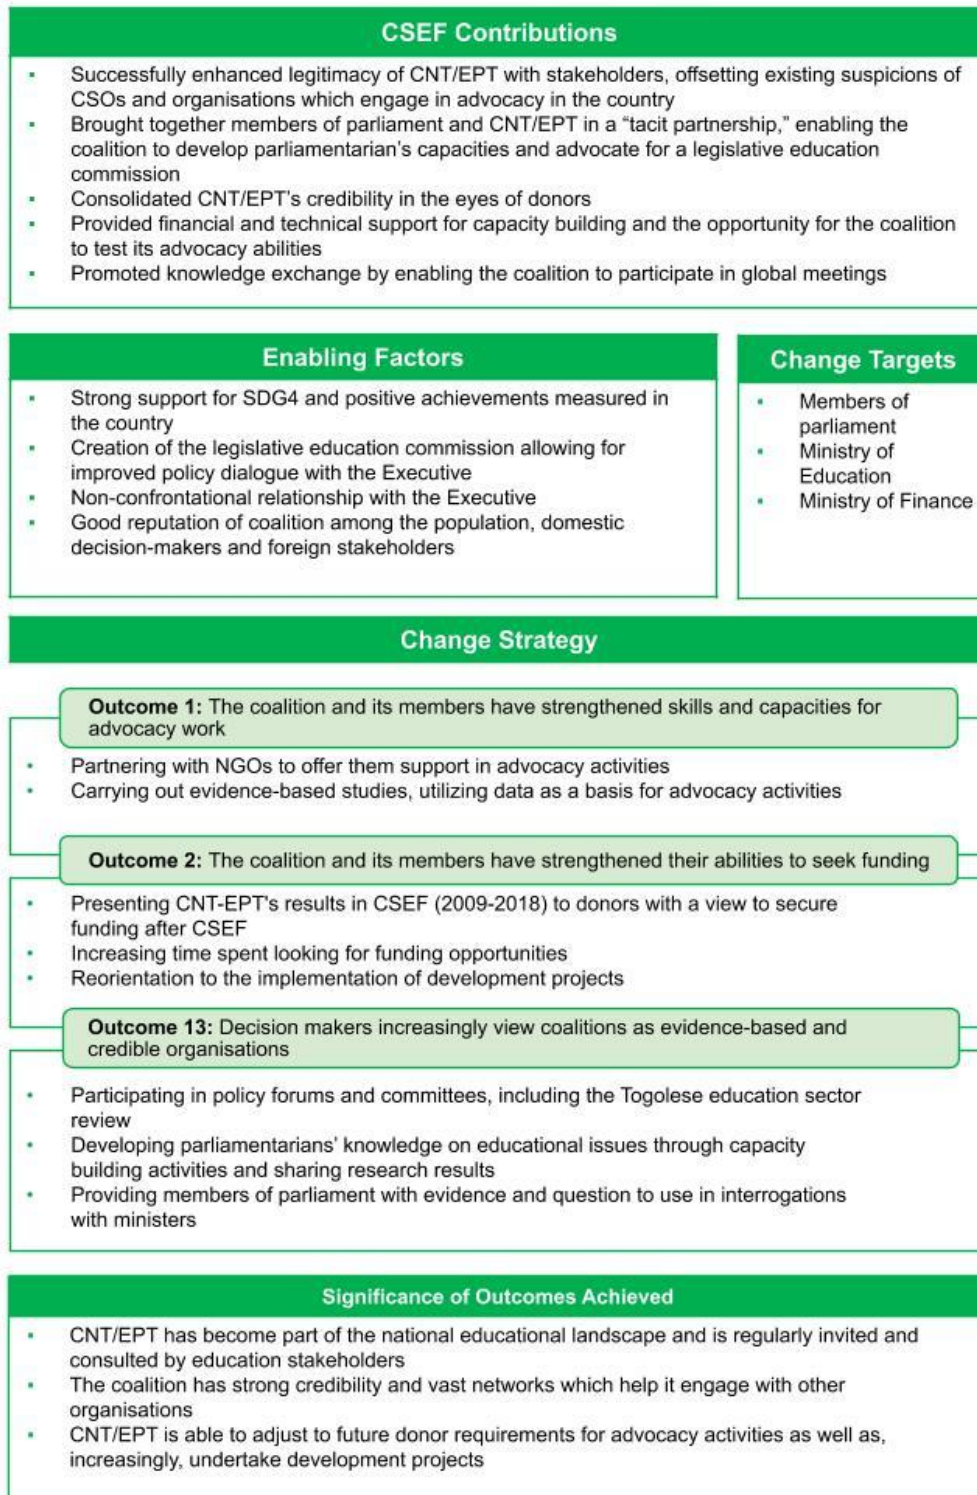 CSEF Contributions
▪ Successfully enhanced legitimacy of CNT/EPT with stakeholders, offsetting existing suspicions of
CSOs and organisations which engage in advocacy in the country
▪ Brought together members of parliament and CNT/EPT in a “tacit partnership,” enabling the
coalition to develop parliamentarian's capacities and advocate for a legislative education
commission
▪ Consolidated CNT/EPT's credibility in the eyes of donors
▪ Provided financial and technical support for capacity building and the opportunity for the coalition
to test its advocacy abilities
▪ Promoted knowledge exchange by enabling the coalition to participate in global meetings
Enabling Factors
▪ Strong support for SDG4 and positive achievements measured in
the country
▪ Creation of the legislative education commission allowing for
improved policy dialogue with the Executive
▪ Non-confrontational relationship with the Executive
▪ Good reputation of coalition among the population, domestic
decision-makers and foreign stakeholders
Change Targets
▪ Members of
parliament
▪ Ministry of
Education
▪ Ministry of Finance
Change Strategy
Outcome 1: The coalition and its members have strengthened skills and capacities for
advocacy work
• Partnering with NGOs to offer them support in advocacy activities
• Carrying out evidence-based studies, utilizing data as a basis for advocacy activities
Outcome 2: The coalition and its members have strengthened their abilities to seek funding
• Presenting CNT-EPT's results in CSEF (2009-2018) to donors with a view to secure
funding after CSEF
• Increasing time spent looking for funding opportunities
• Reorientation to the implementation of development projects
Outcome 13: Decision makers increasingly view coalitions as evidence-based and
credible organisations
• Participating in policy forums and committees, including the Togolese education sector
review
• Developing parliamentarians' knowledge on educational issues through capacity
building activities and sharing research results
• Providing members of parliament with evidence and question to use in interrogations
with ministers
Significance of Outcomes Achieved
▪ CNT/EPT has become part of the national educational landscape and is regularly invited and
consulted by education stakeholders
▪ The coalition has strong credibility and vast networks which help it engage with other
organisations
▪ CNT/EPT is able to adjust to future donor requirements for advocacy activities as well as,
increasingly, undertake development projects